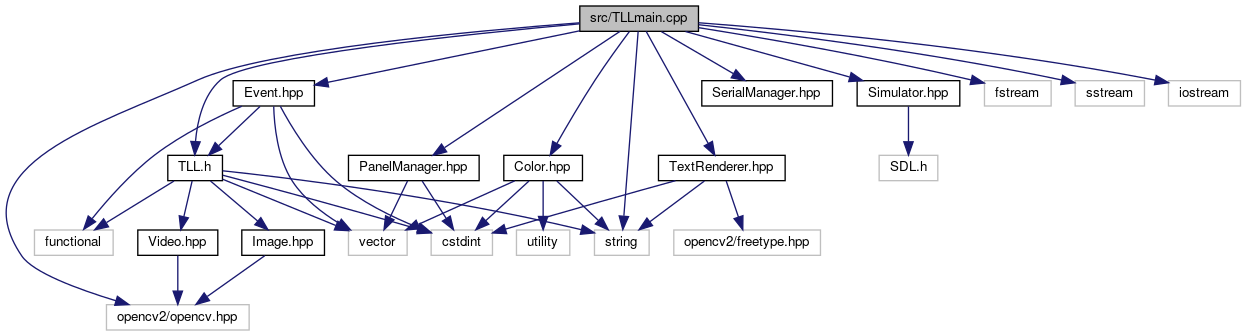 src/TLLmain.cpp
Event.hpp
SerialManager.hpp
Simulator.hpp
fstream
sstream
iostream
TLL.h
PanelManager.hpp
Color.hpp
TextRenderer.hpp
SDL.h
functional
Video.hpp
Image.hpp
vector
cstdint
utility
string
opencv2/freetype.hpp
opencv2/opencv.hpp